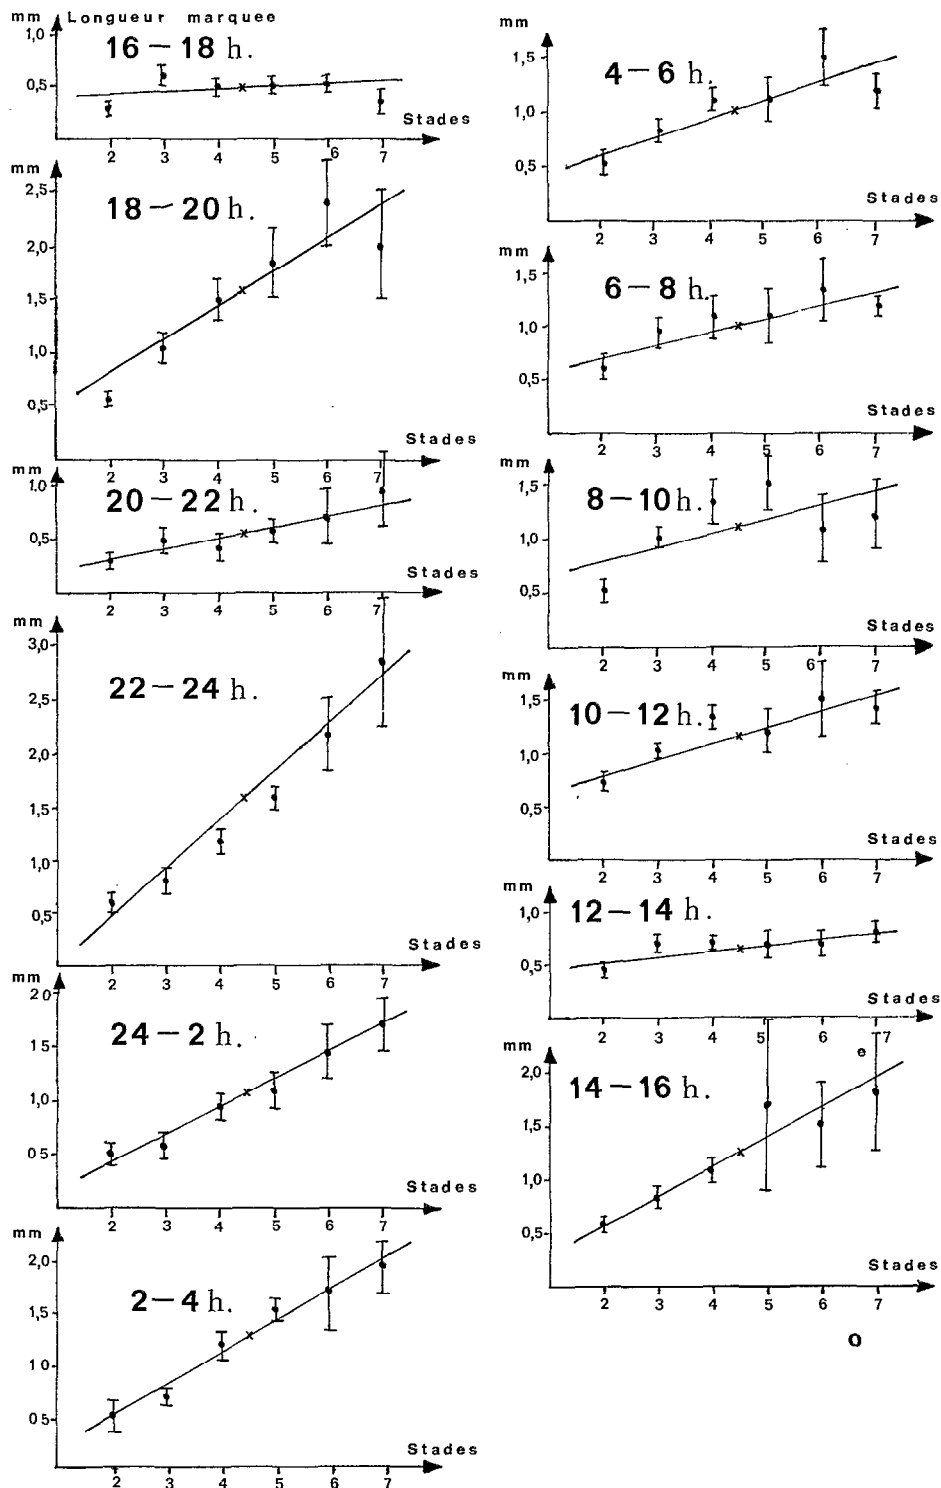 mm Longueur marquee
1,0
16 – 18 h.
0,5
Stades
2 3 4 5 6 7
mm
2,5
18 – 20 h.
2,0
1,5
1,0
0,5
Stades
2 3 4 5 6 7
1,0
20 – 22 h.
0,5
Stades
2 3 4 5 6 7
mm
3,0
22 – 24 h.
2,5
2,0
1,5
1,0
0,5
Stades
2 3 4 5 6 7
mm
2 0
24 – 2 h.
1 5
1,0
0 5
Stades
2 3 4 5 6 7
mm
2,0
2 – 4 h.
1,5
1 0
0 5
Stades
2 3 4 5 6 7
mm
1,5
4 – 6 h.
1,0
0,5
Stades
2 3 4 5 6 7
mm
1,5
6 – 8 h.
1,0
0,5
Stades
2 3 4 5 6 7
mm
1,5
8 – 10 h.
1,0
0,5
Stades
2 3 4 5 6 7
mm
1,5
10 – 12 h.
1,0
0,5
Stades
2 3 4 5 6 7
mm
1,0
12 – 14 h.
0,5
Stades
2 3 4 5 6 7
mm
e
2,0
14 – 16 h.
1,5
1,0
0,5
Stades
2 3 4 5 6 7
o